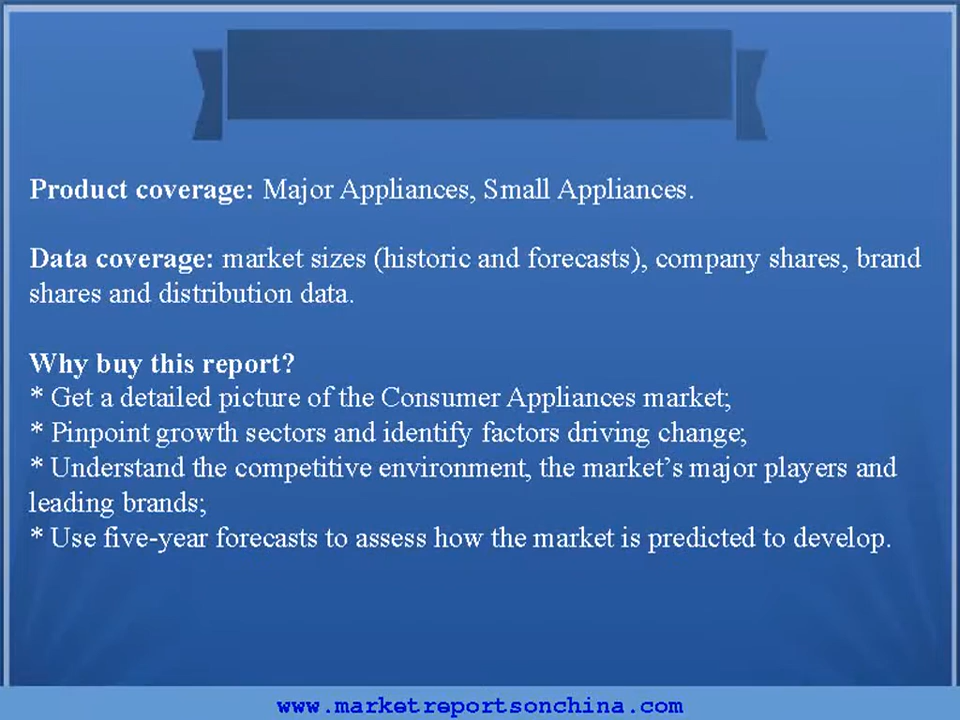 Product coverage: Major Appliances, Small Appliances.
Data coverage: market sizes (historic and forecasts), company shares, brand
shares and distribution data.
Why buy this report?
* Get a detailed picture of the Consumer Appliances market;
* Pinpoint growth sectors and identify factors driving change;
* Understand the competitive environment, the market’s major players and
leading brands;
* Use five-year forecasts to assess how the market is predicted to develop.
www.marketreportsonchina.com